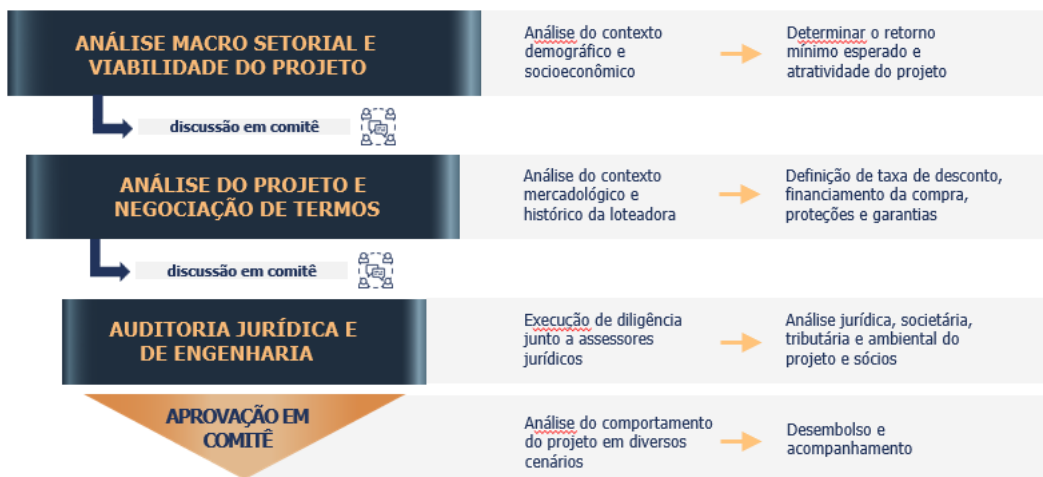 ANÁLISE MACRO SETORIAL E
VIABILIDADE DO PROJETO
Análise do contexto
demográfico e
socioeconômico
Determinar o retorno
mínimo esperado e
atratividade do projeto
discussão em comitê
ANÁLISE DO PROJETO E
NEGOCIAÇÃO DE TERMOS
Análise do contexto
mercadológico e
histórico da loteadora
Definição de taxa de desconto,
financiamento da compra,
proteções e garantias
discussão em comitê
AUDITORIA JURÍDICA E
DE ENGENHARIA
Execução de diligência
junto a assessores
jurídicos
Análise jurídica, societária,
tributária e ambiental do
projeto e sócios
APROVAÇÃO EM
COMITÊ
Análise do comportamento
do projeto em diversos
cenários
Desembolso e
acompanhamento